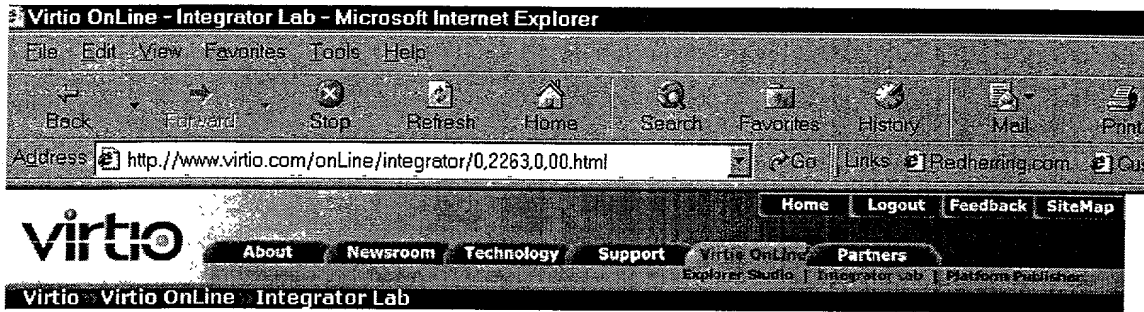 Virtio OnLine - Integrator Lab - Microsoft Internet Explorer
File Edit View Favorites Tools Help
Back Forward Stop Refresh Home Search Favorites History Mail Print
Address http://www.virtio.com/onLine/integrator/0,2263,0,00.html Go Links Redherring.com Cu
Home Logout Feedback SiteMap
virtio
About Newsroom Technology Support Virtio OnLine Partners
Explorer Studio | Integrator Lab | Platform Publisher
Virtio » Virtio OnLine » Integrator Lab